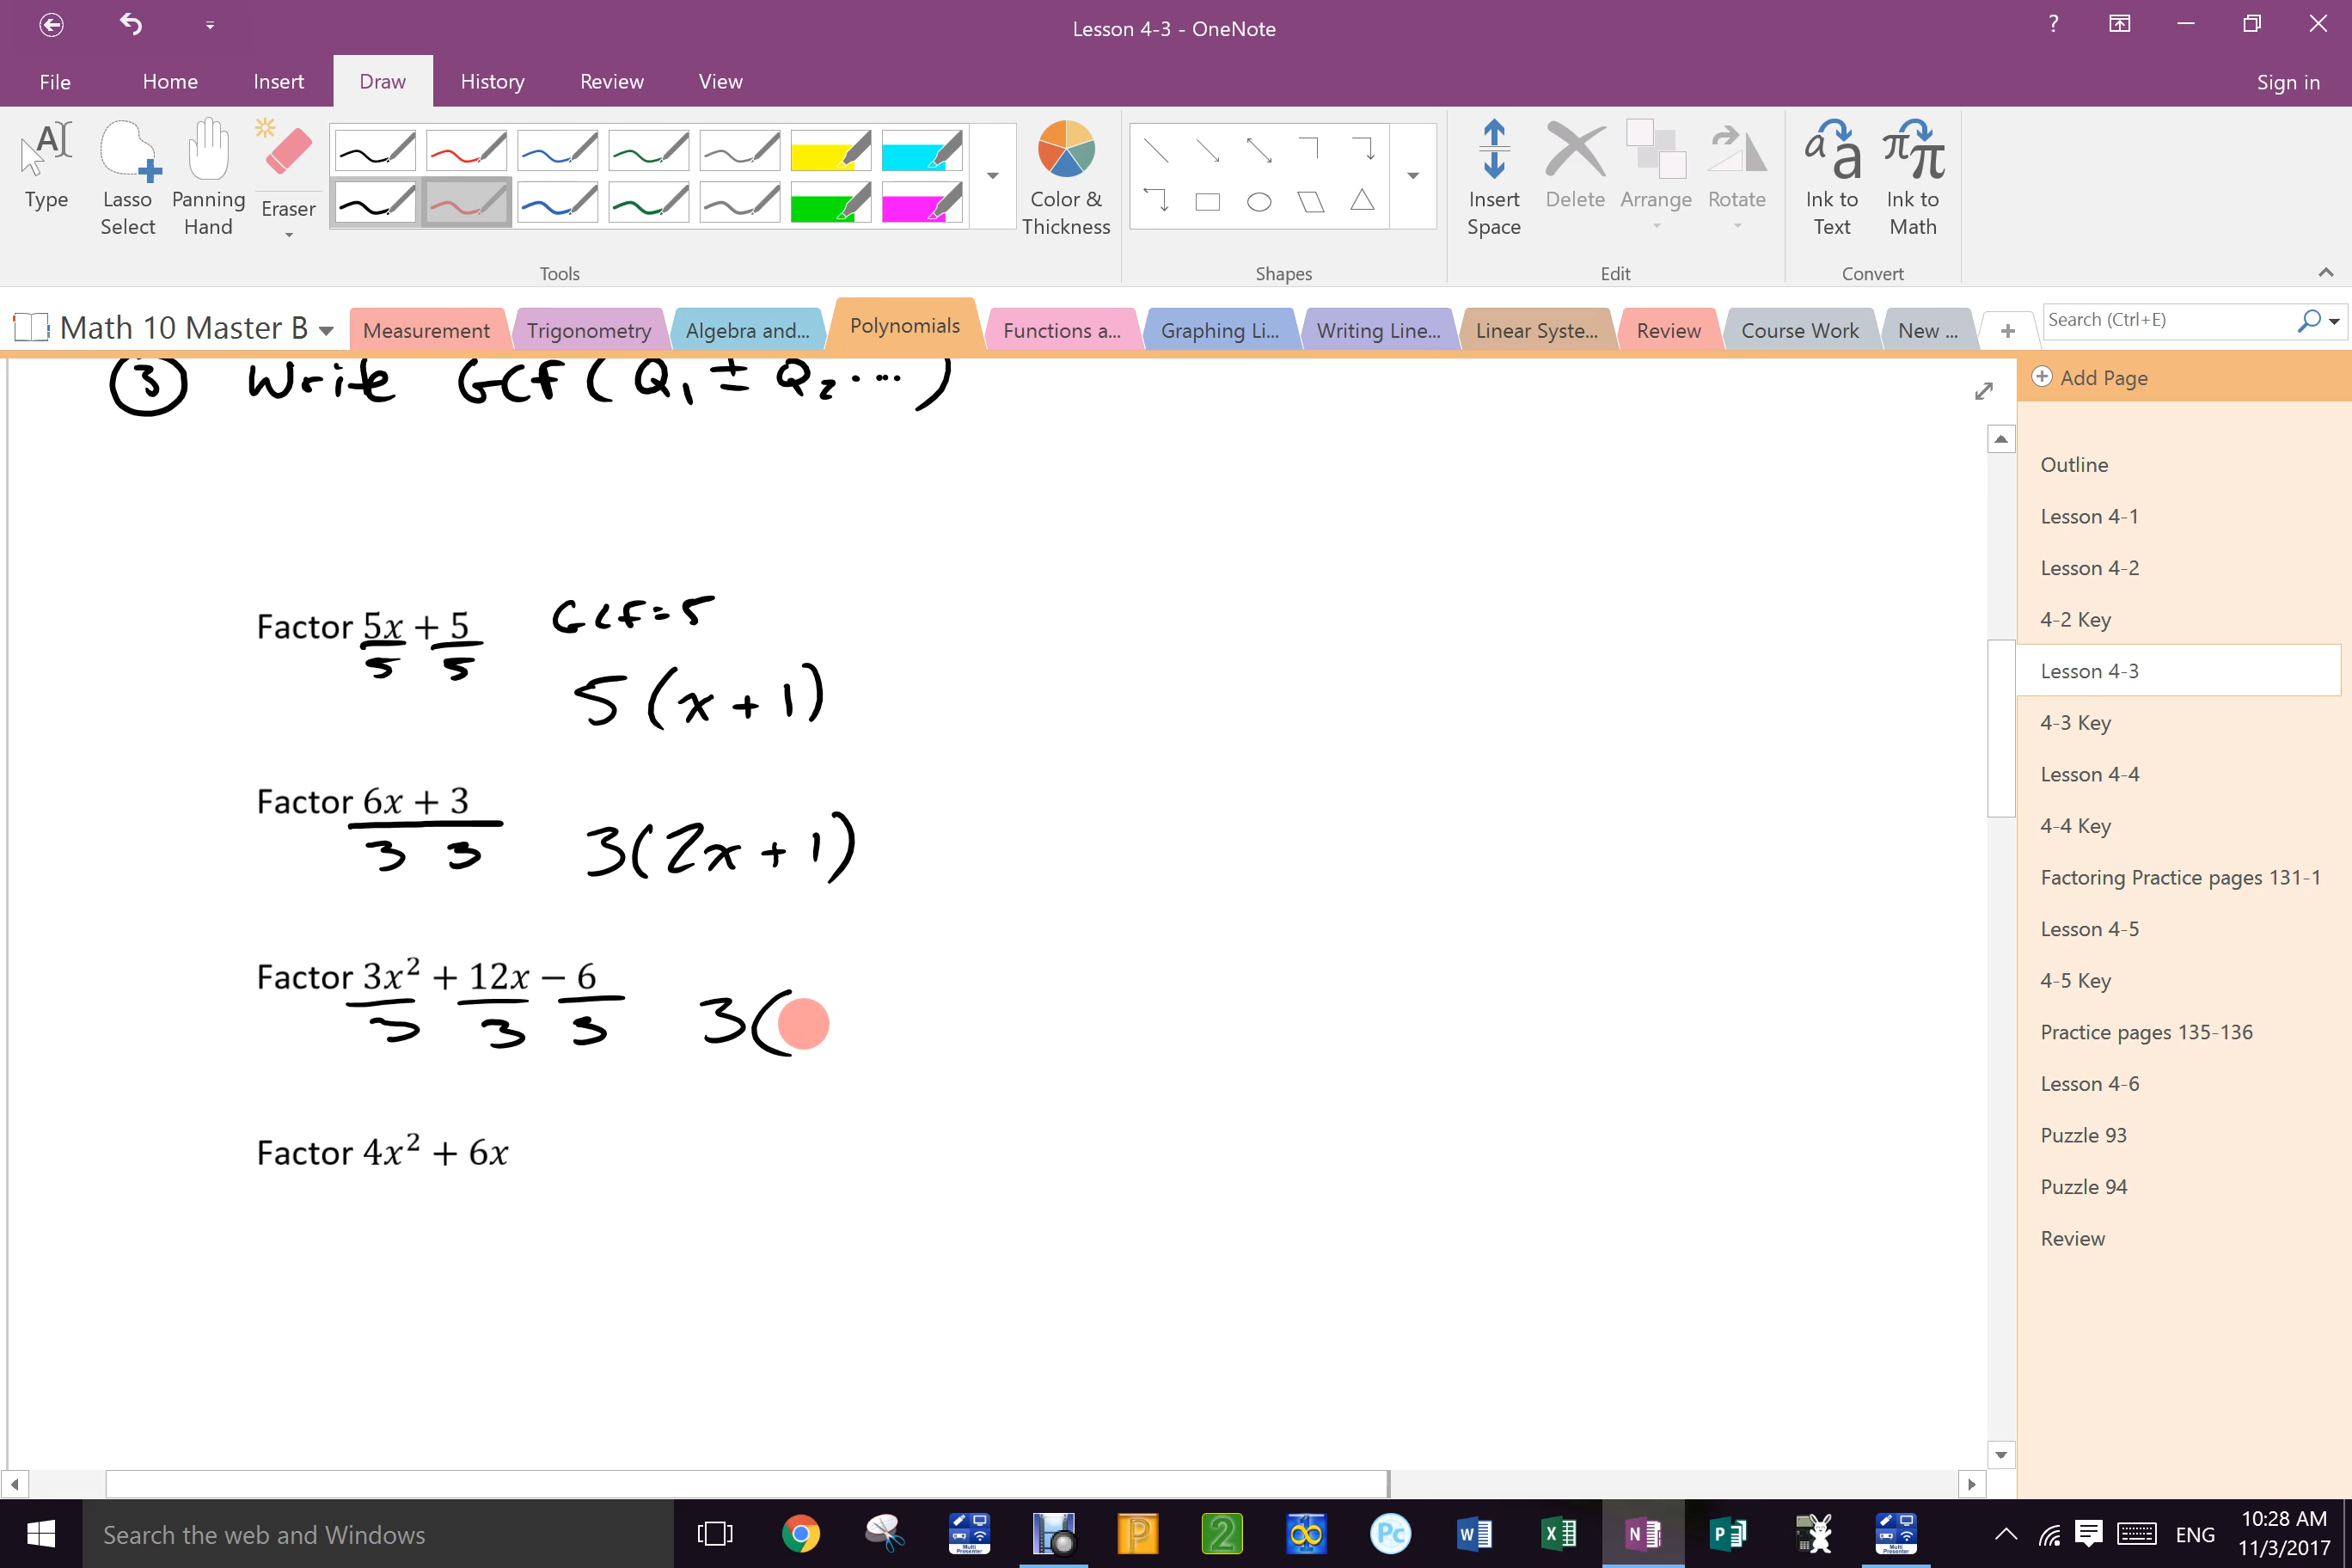 Lesson 4-3 - OneNote
?
File Home Insert Draw History Review View Sign in
Type Lasso Select Panning Hand Eraser Color & Thickness Insert Space Delete Arrange Rotate Ink to Text Ink to Math
Tools Shapes Edit Convert
Math 10 Master B Measurement Trigonometry Algebra and... Polynomials Functions a... Graphing Li... Writing Line... Linear Syste... Review Course Work New ... + Search (Ctrl+E)
③ Write GCF ( Q₁ ± Q₂ ... )
Factor 5x + 5 GCF = 5
5 5
5 (x + 1)
Factor 6x + 3
3 3 3(2x + 1)
Factor 3x² + 12x − 6
3 3 3 3(
Factor 4x² + 6x
Add Page
Outline
Lesson 4-1
Lesson 4-2
4-2 Key
Lesson 4-3
4-3 Key
Lesson 4-4
4-4 Key
Factoring Practice pages 131-1
Lesson 4-5
4-5 Key
Practice pages 135-136
Lesson 4-6
Puzzle 93
Puzzle 94
Review
Search the web and Windows
ENG
10:28 AM
11/3/2017